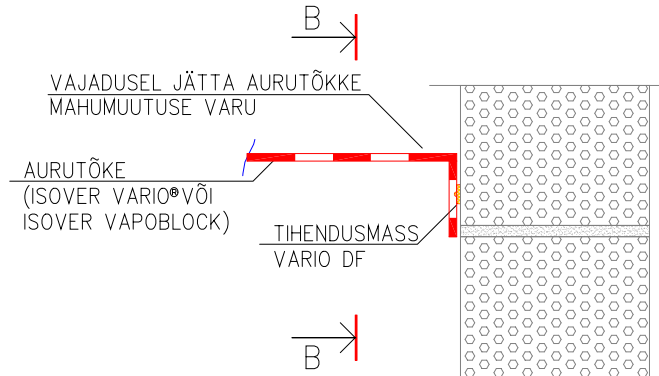 B
VAJADUSEL JÄTTA AURUTÕKKE
MAHUMUUTUSE VARU
AURUTÕKE
(ISOVER VARIO® VÕI
ISOVER VAPOBLOCK)
TIHENDUSMASS
VARIO DF
B